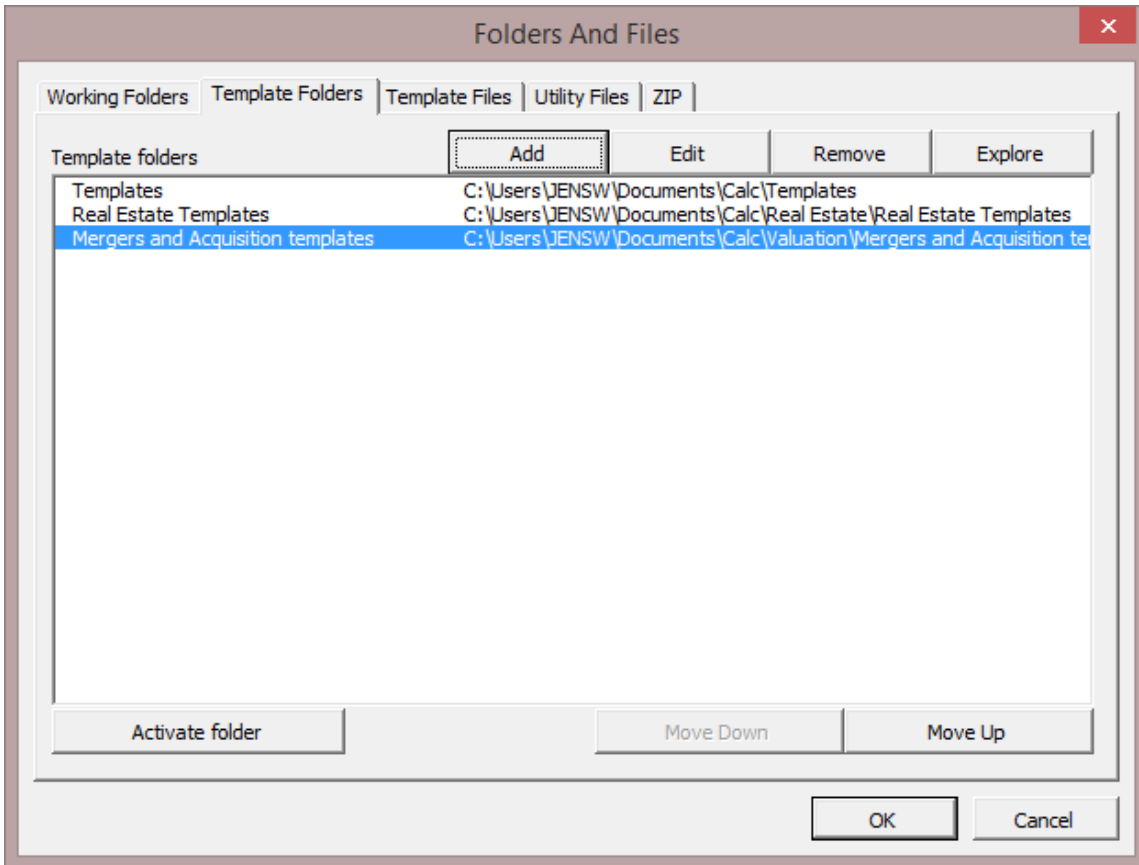 Folders And Files
Working Folders Template Folders Template Files Utility Files ZIP
Template folders Add Edit Remove Explore
Templates C:\Users\JENSW\Documents\Calc\Templates
Real Estate Templates C:\Users\JENSW\Documents\Calc\Real Estate\Real Estate Templates
Mergers and Acquisition templates C:\Users\JENSW\Documents\Calc\Valuation\Mergers and Acquisition
Activate folder Move Down Move Up
OK Cancel